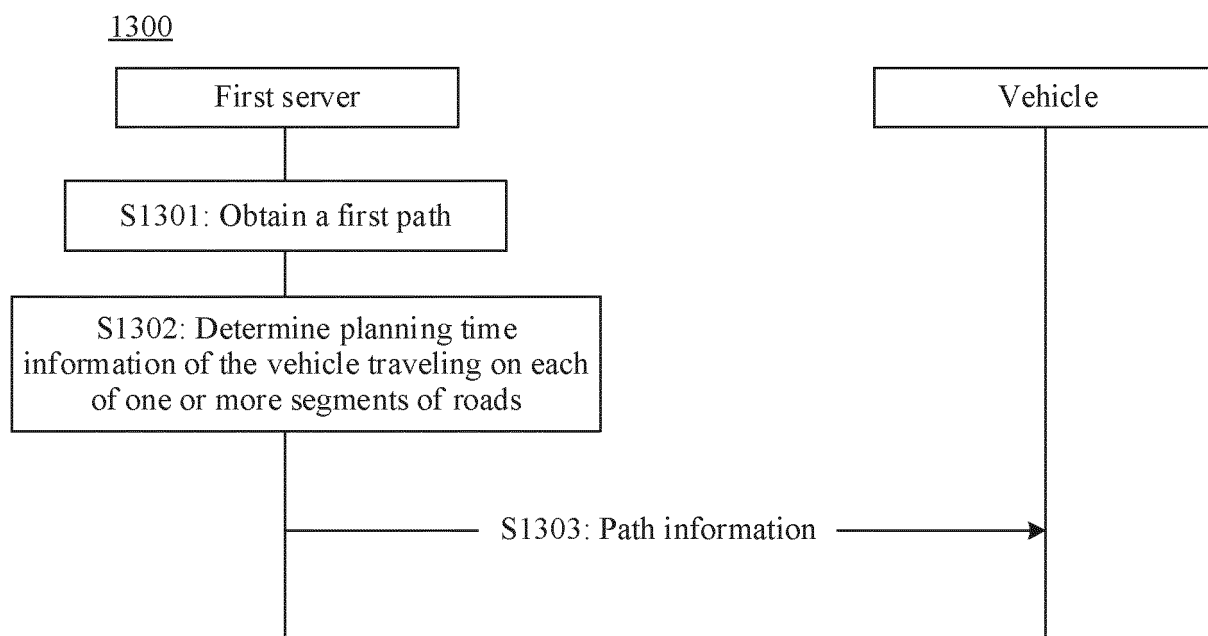 1300
First server
Vehicle
S1301: Obtain a first path
S1302: Determine planning time
information of the vehicle traveling on each
of one or more segments of roads
S1303: Path information